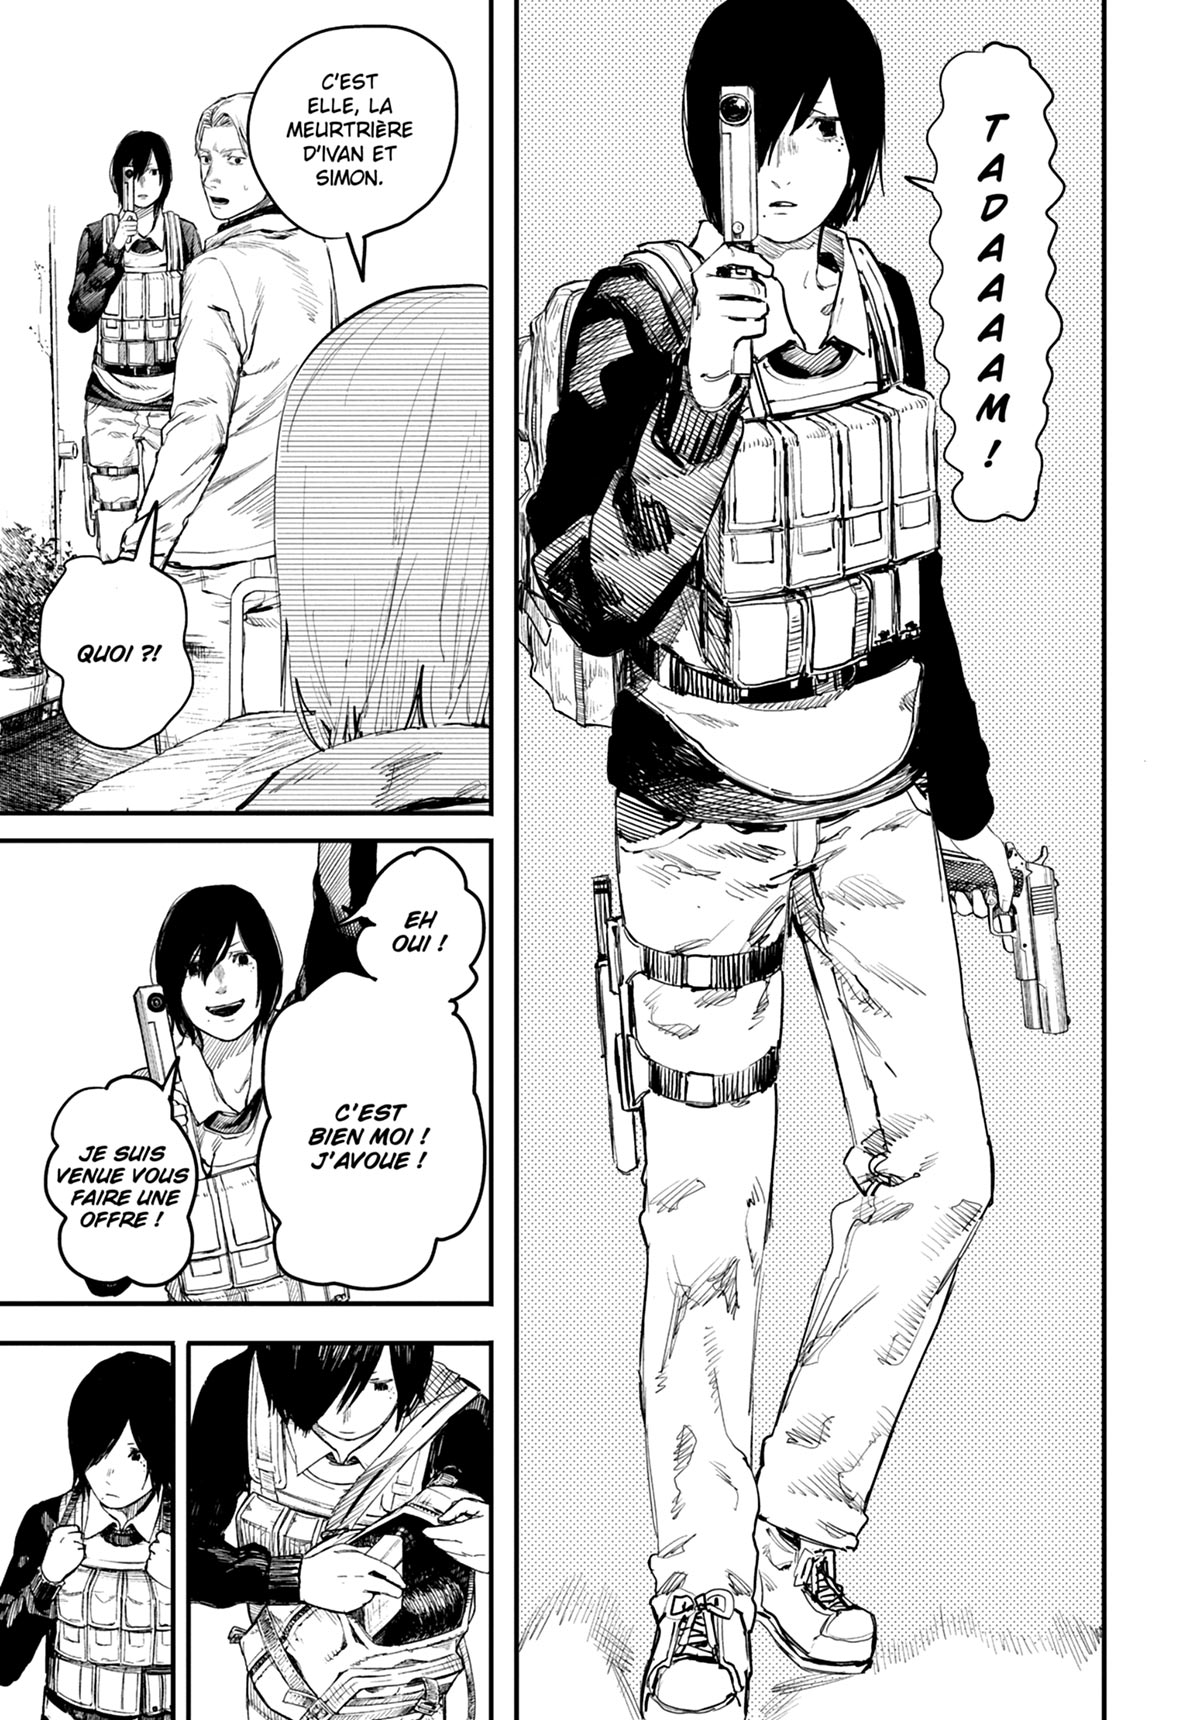 T
A
D
A
A
A
A
M
!
C'EST
ELLE, LA
MEURTRIÈRE
D'IVAN ET
SIMON.
QUOI ?!
EH
OUI !
C'EST
BIEN MOI !
J'AVOUE !
JE SUIS
VENUE VOUS
FAIRE UNE
OFFRE !